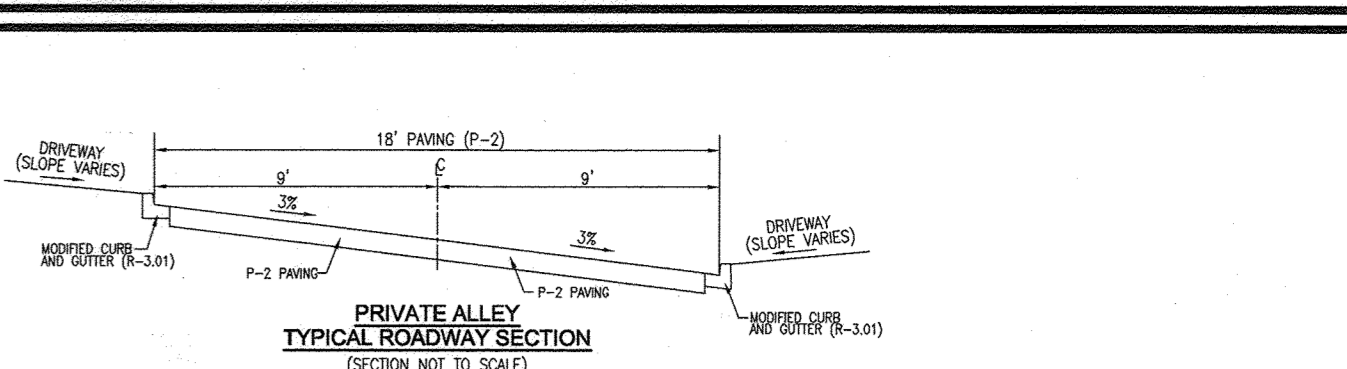 18' PAVING (P-2)
DRIVEWAY
(SLOPE VARIES)
℄
9'
9'
3%
3%
DRIVEWAY
(SLOPE VARIES)
MODIFIED CURB
AND GUTTER (R-3.01)
P-2 PAVING
P-2 PAVING
MODIFIED CURB
AND GUTTER (R-3.01)
PRIVATE ALLEY
TYPICAL ROADWAY SECTION
(SECTION NOT TO SCALE)